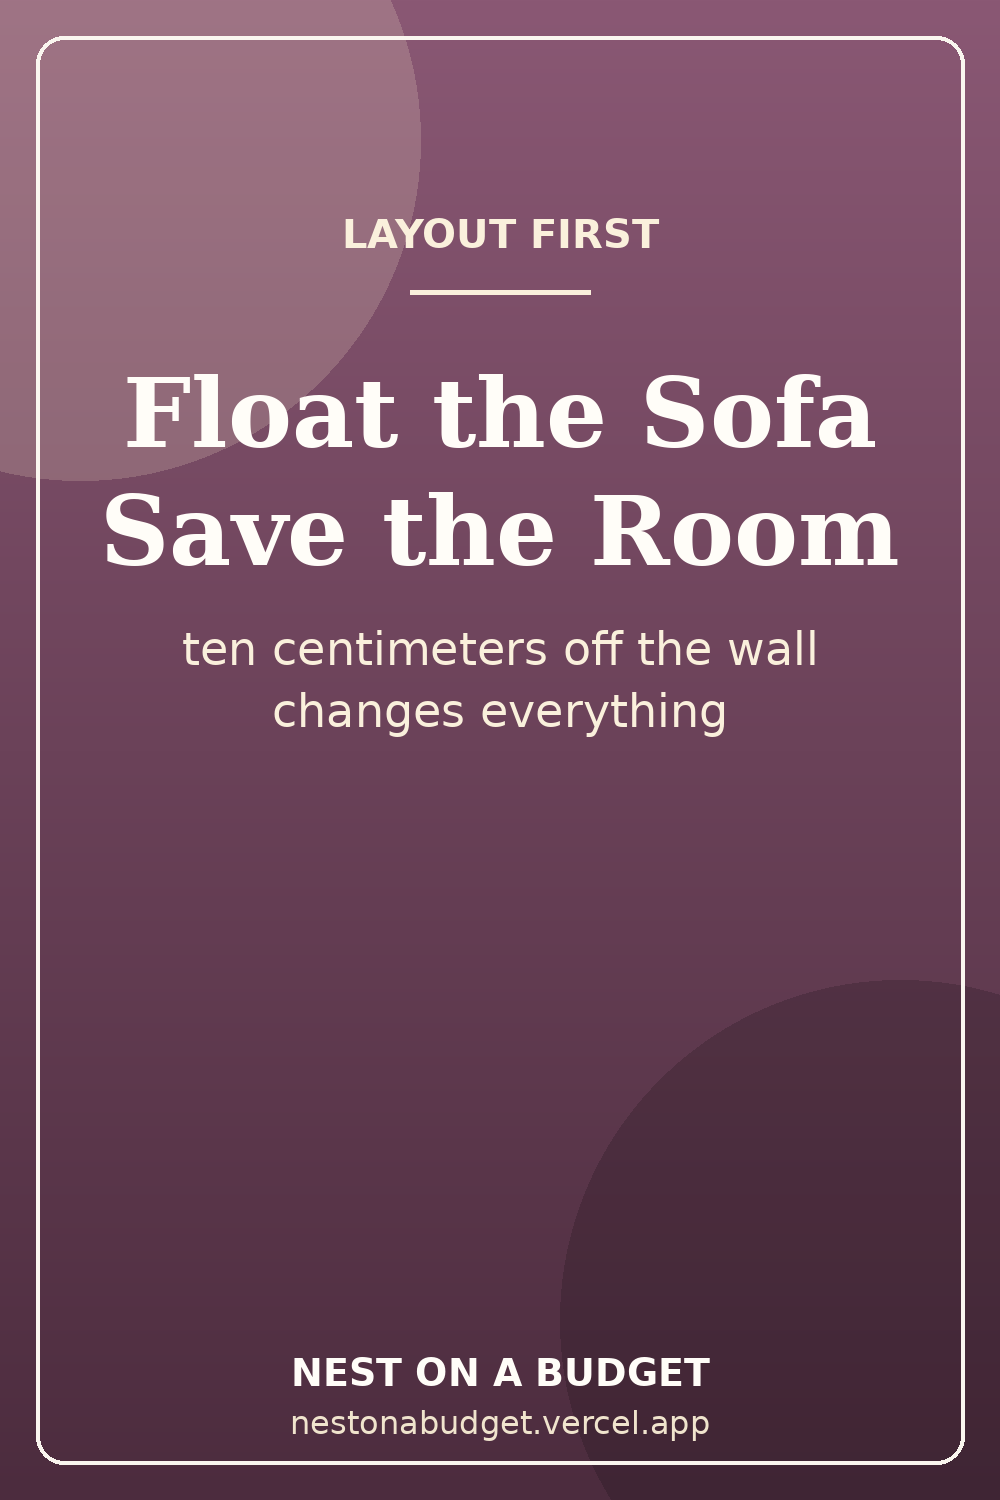 LAYOUT FIRST
Float the Sofa
Save the Room
ten centimeters off the wall
changes everything
NEST ON A BUDGET
nestonabudget.vercel.app